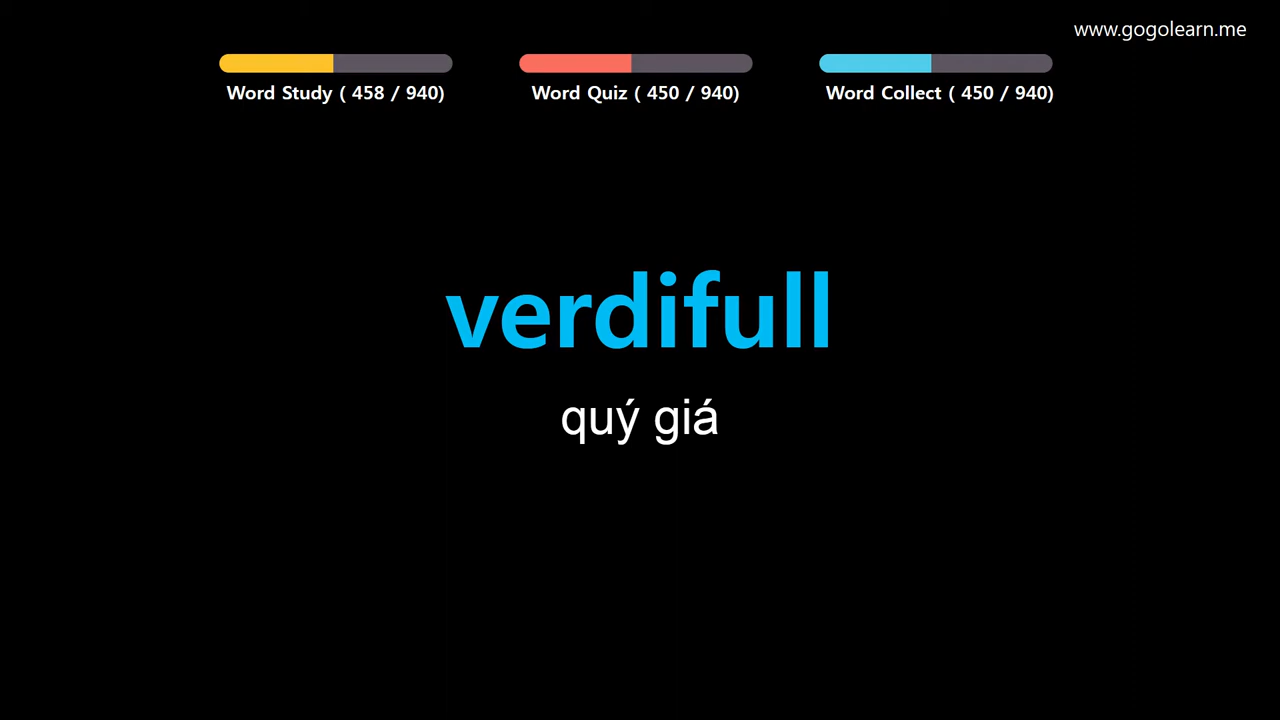 www.gogolearn.me
Word Study ( 458 / 940)
Word Quiz ( 450 / 940)
Word Collect ( 450 / 940)
verdifull
quý giá